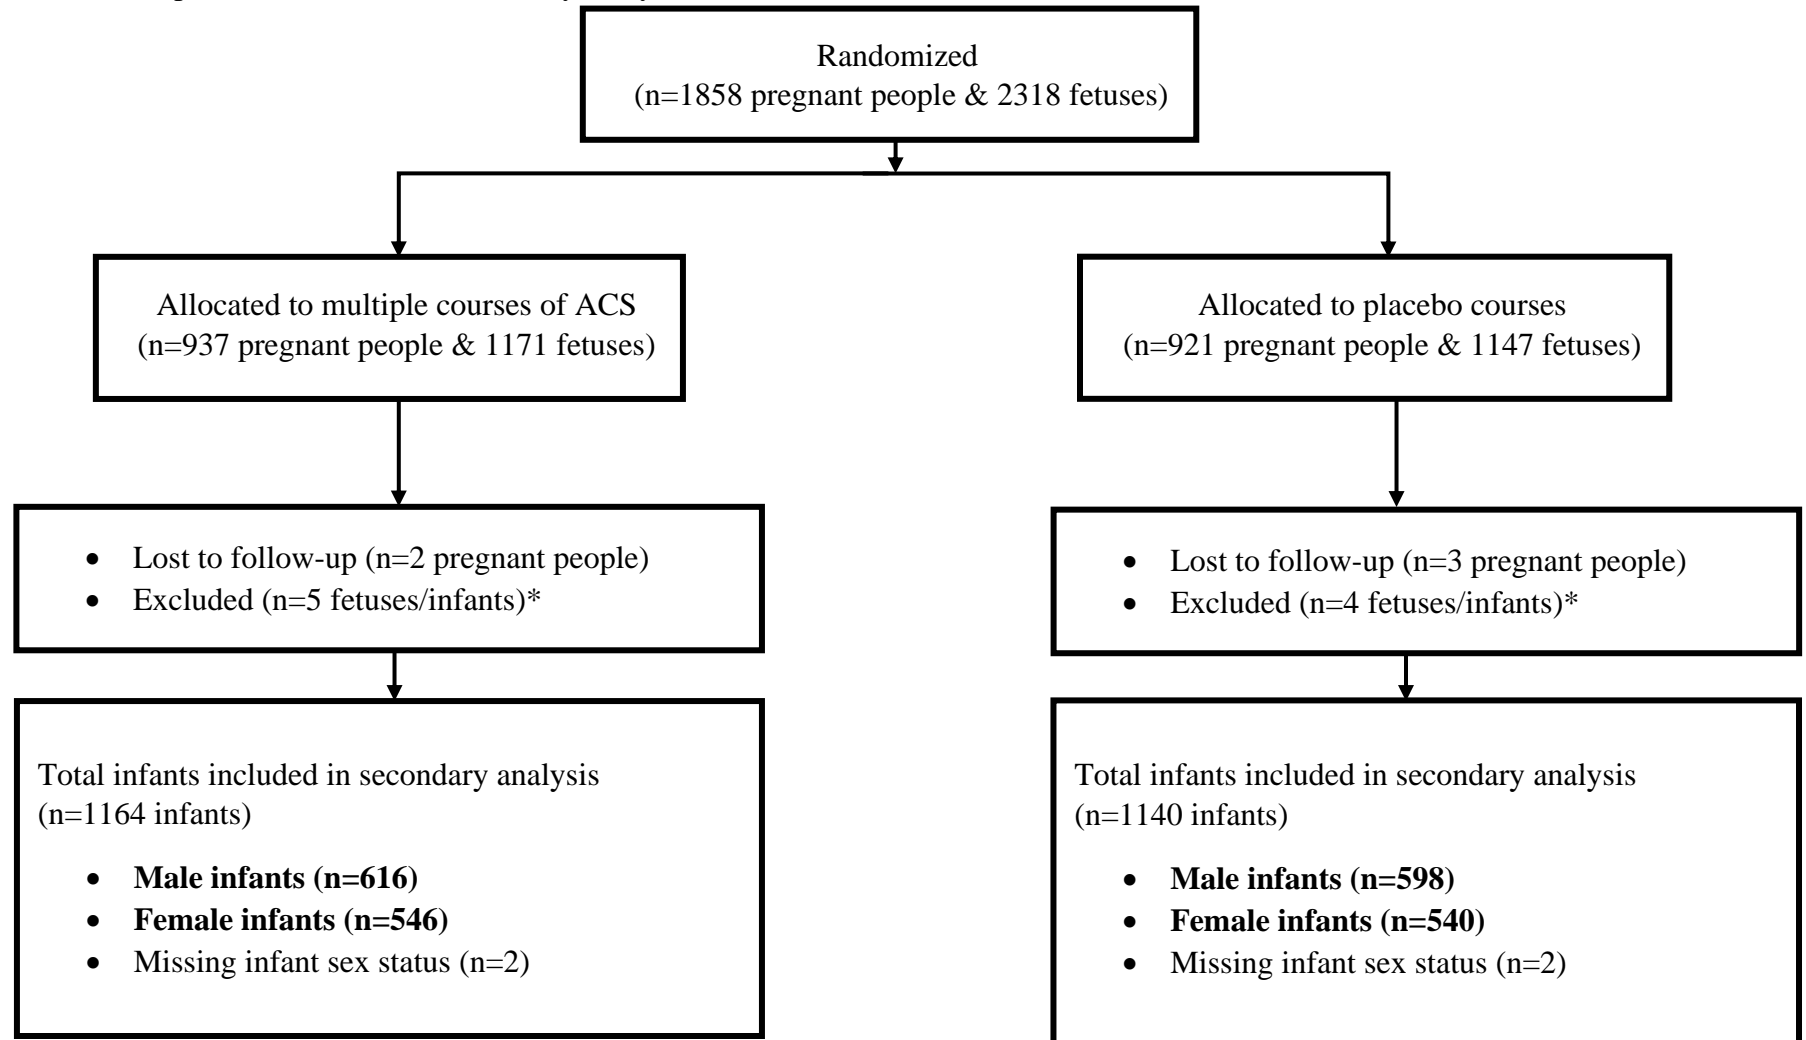 Randomized
(n=1858 pregnant people & 2318 fetuses)
Allocated to multiple courses of ACS
(n=937 pregnant people & 1171 fetuses)
Allocated to placebo courses
(n=921 pregnant people & 1147 fetuses)
• Lost to follow-up (n=2 pregnant people)
• Excluded (n=5 fetuses/infants)*
• Lost to follow-up (n=3 pregnant people)
• Excluded (n=4 fetuses/infants)*
Total infants included in secondary analysis
(n=1164 infants)
• Male infants (n=616)
• Female infants (n=546)
• Missing infant sex status (n=2)
Total infants included in secondary analysis
(n=1140 infants)
• Male infants (n=598)
• Female infants (n=540)
• Missing infant sex status (n=2)